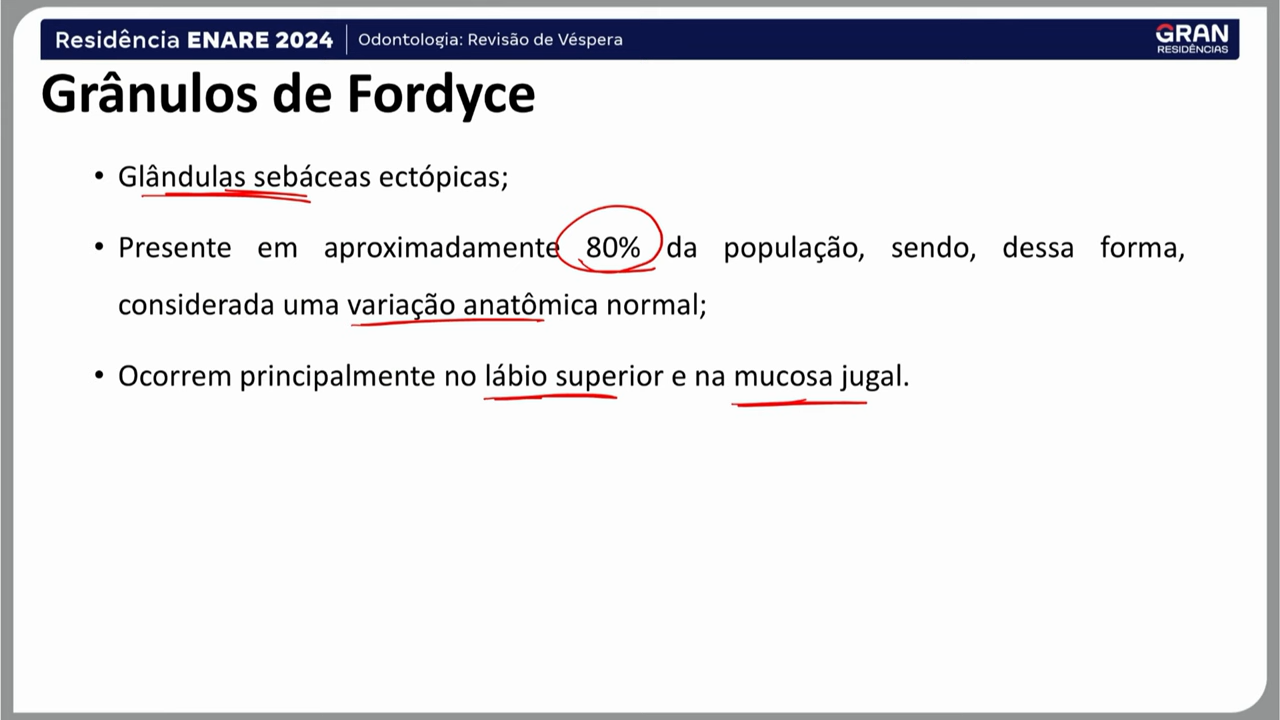 Residência ENARE 2024 | Odontologia: Revisão de Véspera
GRAN
RESIDÊNCIAS
Grânulos de Fordyce
• Glândulas sebáceas ectópicas;
• Presente em aproximadamente 80% da população, sendo, dessa forma,
considerada uma variação anatômica normal;
• Ocorrem principalmente no lábio superior e na mucosa jugal.